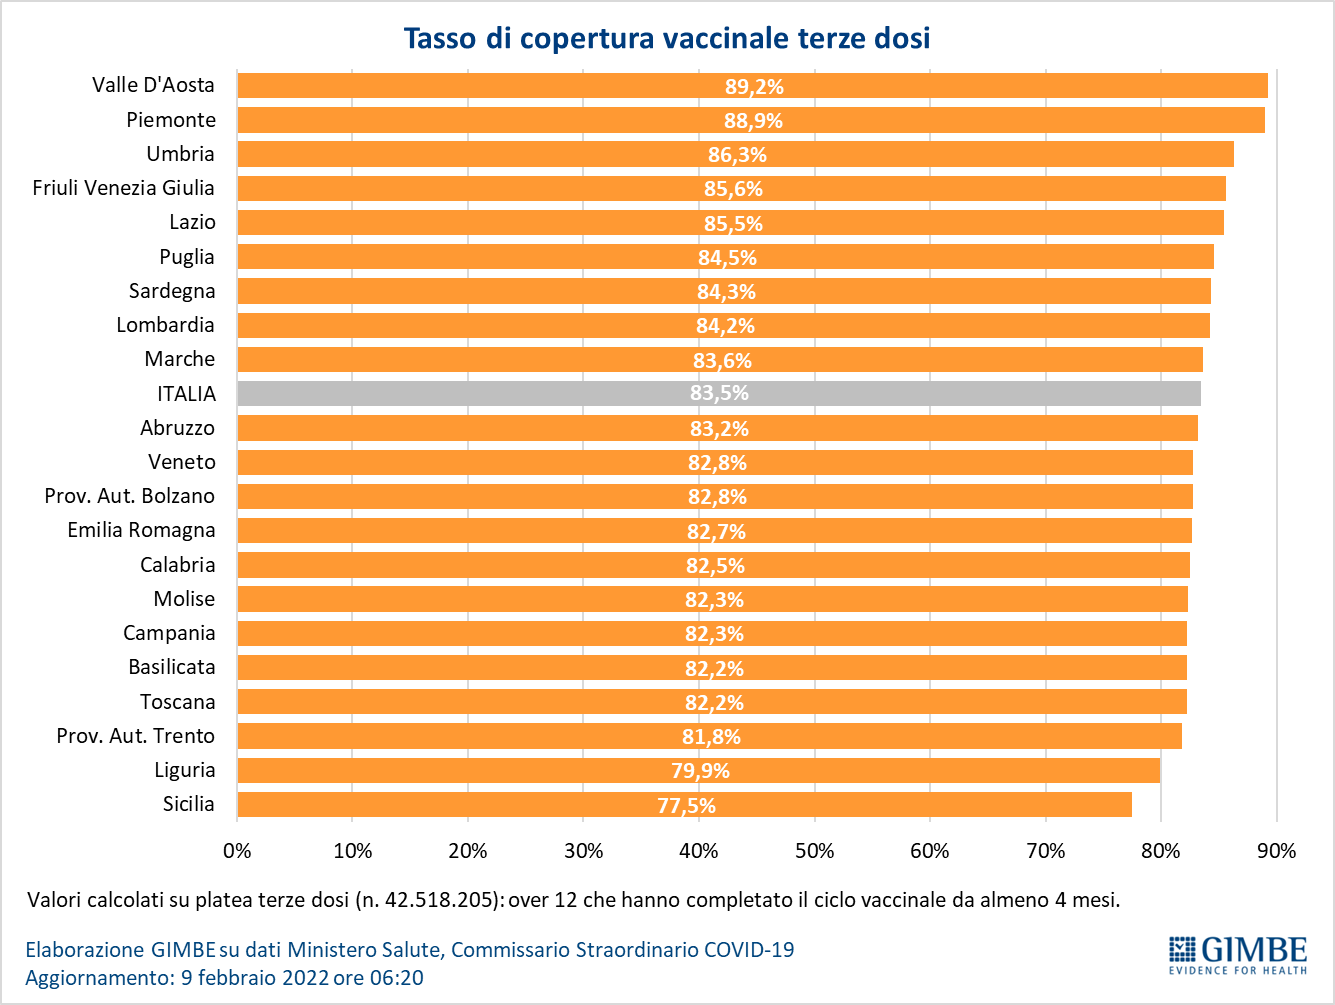 Tasso di copertura vaccinale terze dosi
Valle D'Aosta 89,2%
Piemonte 88,9%
Umbria 86,3%
Friuli Venezia Giulia 85,6%
Lazio 85,5%
Puglia 84,5%
Sardegna 84,3%
Lombardia 84,2%
Marche 83,6%
ITALIA 83,5%
Abruzzo 83,2%
Veneto 82,8%
Prov. Aut. Bolzano 82,8%
Emilia Romagna 82,7%
Calabria 82,5%
Molise 82,3%
Campania 82,3%
Basilicata 82,2%
Toscana 82,2%
Prov. Aut. Trento 81,8%
Liguria 79,9%
Sicilia 77,5%
0% 10% 20% 30% 40% 50% 60% 70% 80% 90%
Valori calcolati su platea terze dosi (n. 42.518.205): over 12 che hanno completato il ciclo vaccinale da almeno 4 mesi.
Elaborazione GIMBE su dati Ministero Salute, Commissario Straordinario COVID-19
Aggiornamento: 9 febbraio 2022 ore 06:20
GIMBE
EVIDENCE FOR HEALTH